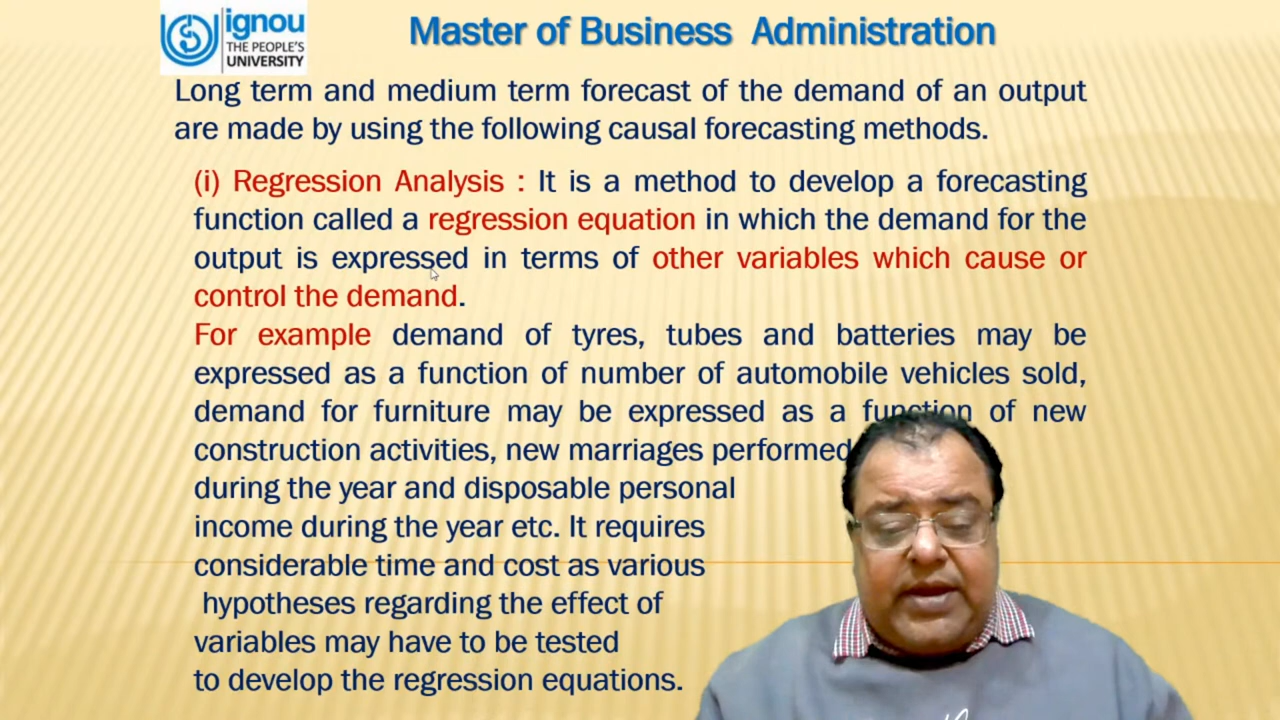 ignou
THE PEOPLE'S
UNIVERSITY
Master of Business Administration
Long term and medium term forecast of the demand of an output
are made by using the following causal forecasting methods.
(i) Regression Analysis : It is a method to develop a forecasting
function called a regression equation in which the demand for the
output is expressed in terms of other variables which cause or
control the demand.
For example demand of tyres, tubes and batteries may be
expressed as a function of number of automobile vehicles sold,
demand for furniture may be expressed as a function of new
construction activities, new marriages performed
during the year and disposable personal
income during the year etc. It requires
considerable time and cost as various
hypotheses regarding the effect of
variables may have to be tested
to develop the regression equations.